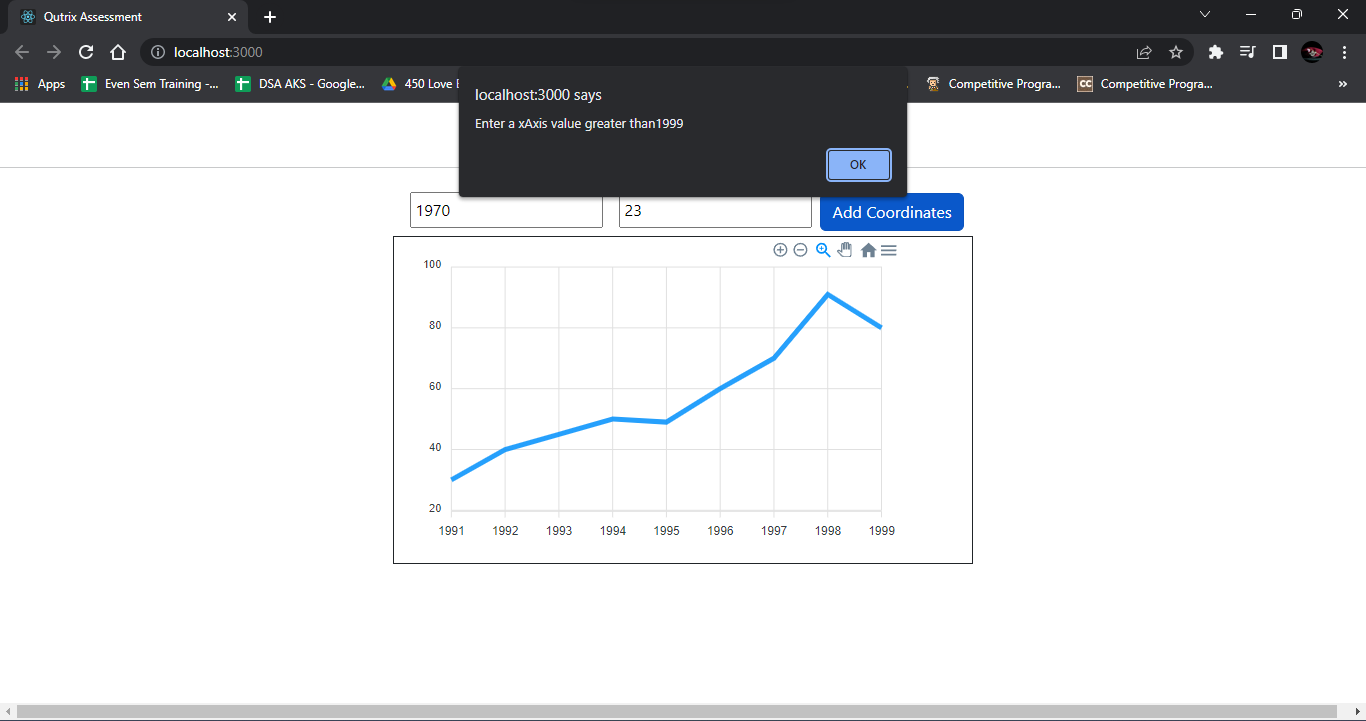 Qutrix Assessment
localhost:3000
Apps
Even Sem Training -...
DSA AKS - Google...
450 Love
Competitive Progra...
CC
Competitive Progra...
»
localhost:3000 says
Enter a xAxis value greater than1999
OK
1970
23
Add Coordinates
100
80
60
40
20
1991 1992 1993 1994 1995 1996 1997 1998 1999